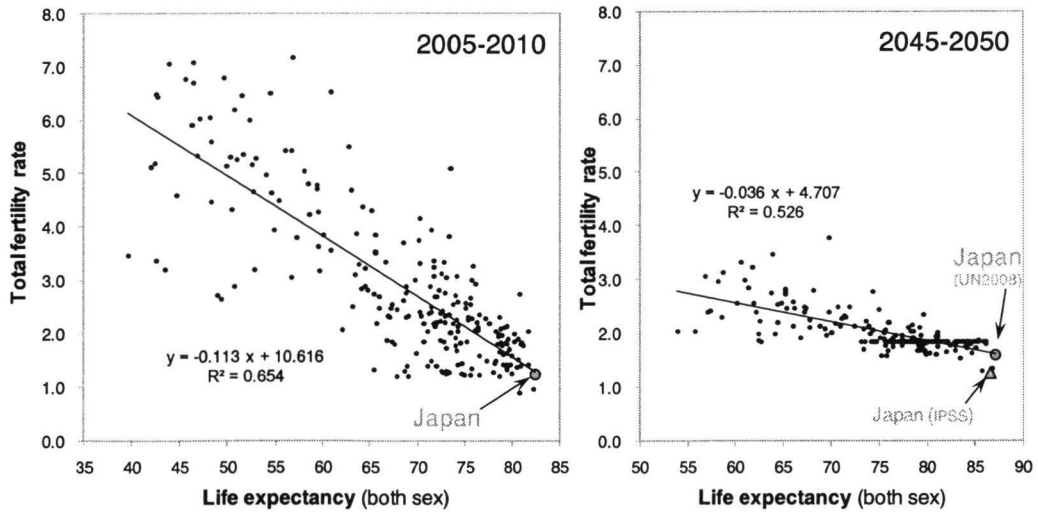 2005-2010
Total fertility rate
8.0
7.0
6.0
5.0
4.0
3.0
2.0
1.0
0.0
y = -0.113 x + 10.616
R² = 0.654
Japan
35 40 45 50 55 60 65 70 75 80 85
Life expectancy (both sex)
2045-2050
Total fertility rate
8.0
7.0
6.0
5.0
4.0
3.0
2.0
1.0
0.0
y = -0.036 x + 4.707
R² = 0.526
Japan
(UN2008)
Japan (IPSS)
50 55 60 65 70 75 80 85 90
Life expectancy (both sex)